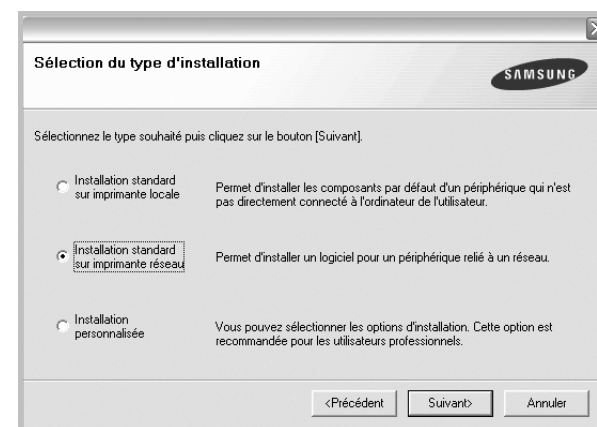 Sélection du type d'installation
SAMSUNG
Sélectionnez le type souhaité puis cliquez sur le bouton [Suivant].
Installation standard
sur imprimante locale
Permet d'installer les composants par défaut d'un périphérique qui n'est
pas directement connecté à l'ordinateur de l'utilisateur.
Installation standard
sur imprimante réseau
Permet d'installer un logiciel pour un périphérique relié à un réseau.
Installation
personnalisée
Vous pouvez sélectionner les options d'installation. Cette option est
recommandée pour les utilisateurs professionnels.
<Précédent
Suivant>
Annuler